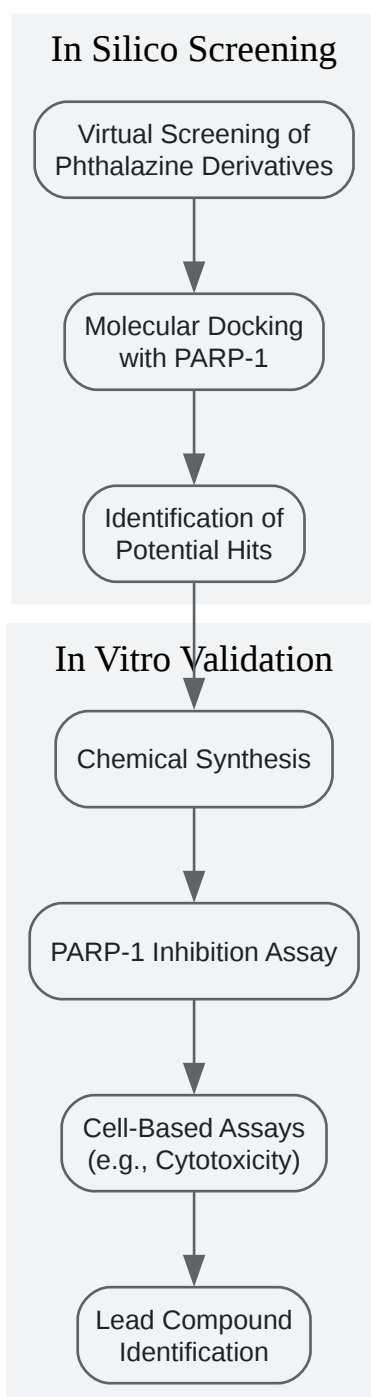 In Silico Screening
Virtual Screening of
Phthalazine Derivatives
Molecular Docking
with PARP-1
Identification of
Potential Hits
In Vitro Validation
Chemical Synthesis
PARP-1 Inhibition Assay
Cell-Based Assays
(e.g., Cytotoxicity)
Lead Compound
Identification